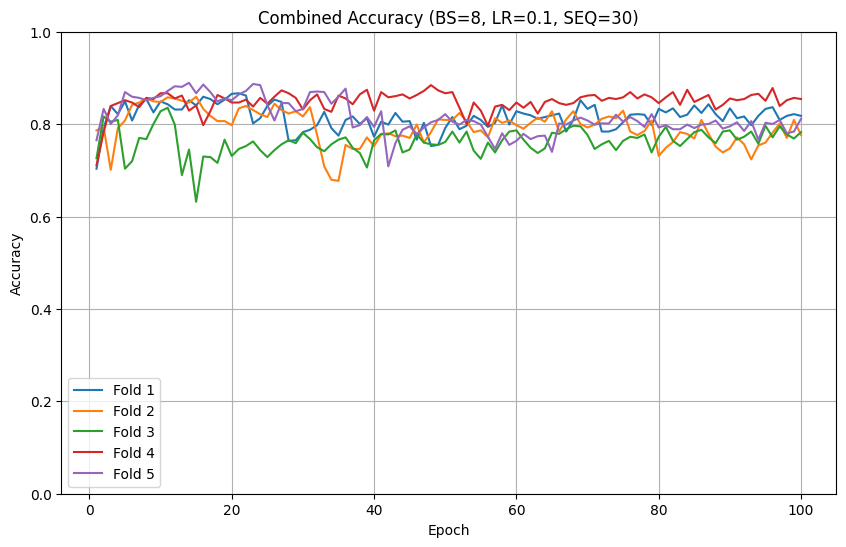 Combined Accuracy (BS=8, LR=0.1, SEQ=30)
1.0
0.8
0.6
0.4
0.2
0.0
Accuracy
Fold 1
Fold 2
Fold 3
Fold 4
Fold 5
0 20 40 60 80 100
Epoch